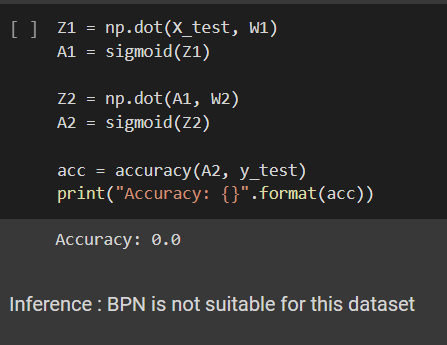 [ ] Z1 = np.dot(X_test, W1)
A1 = sigmoid(Z1)
Z2 = np.dot(A1, W2)
A2 = sigmoid(Z2)
acc = accuracy(A2, y_test)
print("Accuracy: {}".format(acc))
Accuracy: 0.0
Inference : BPN is not suitable for this dataset